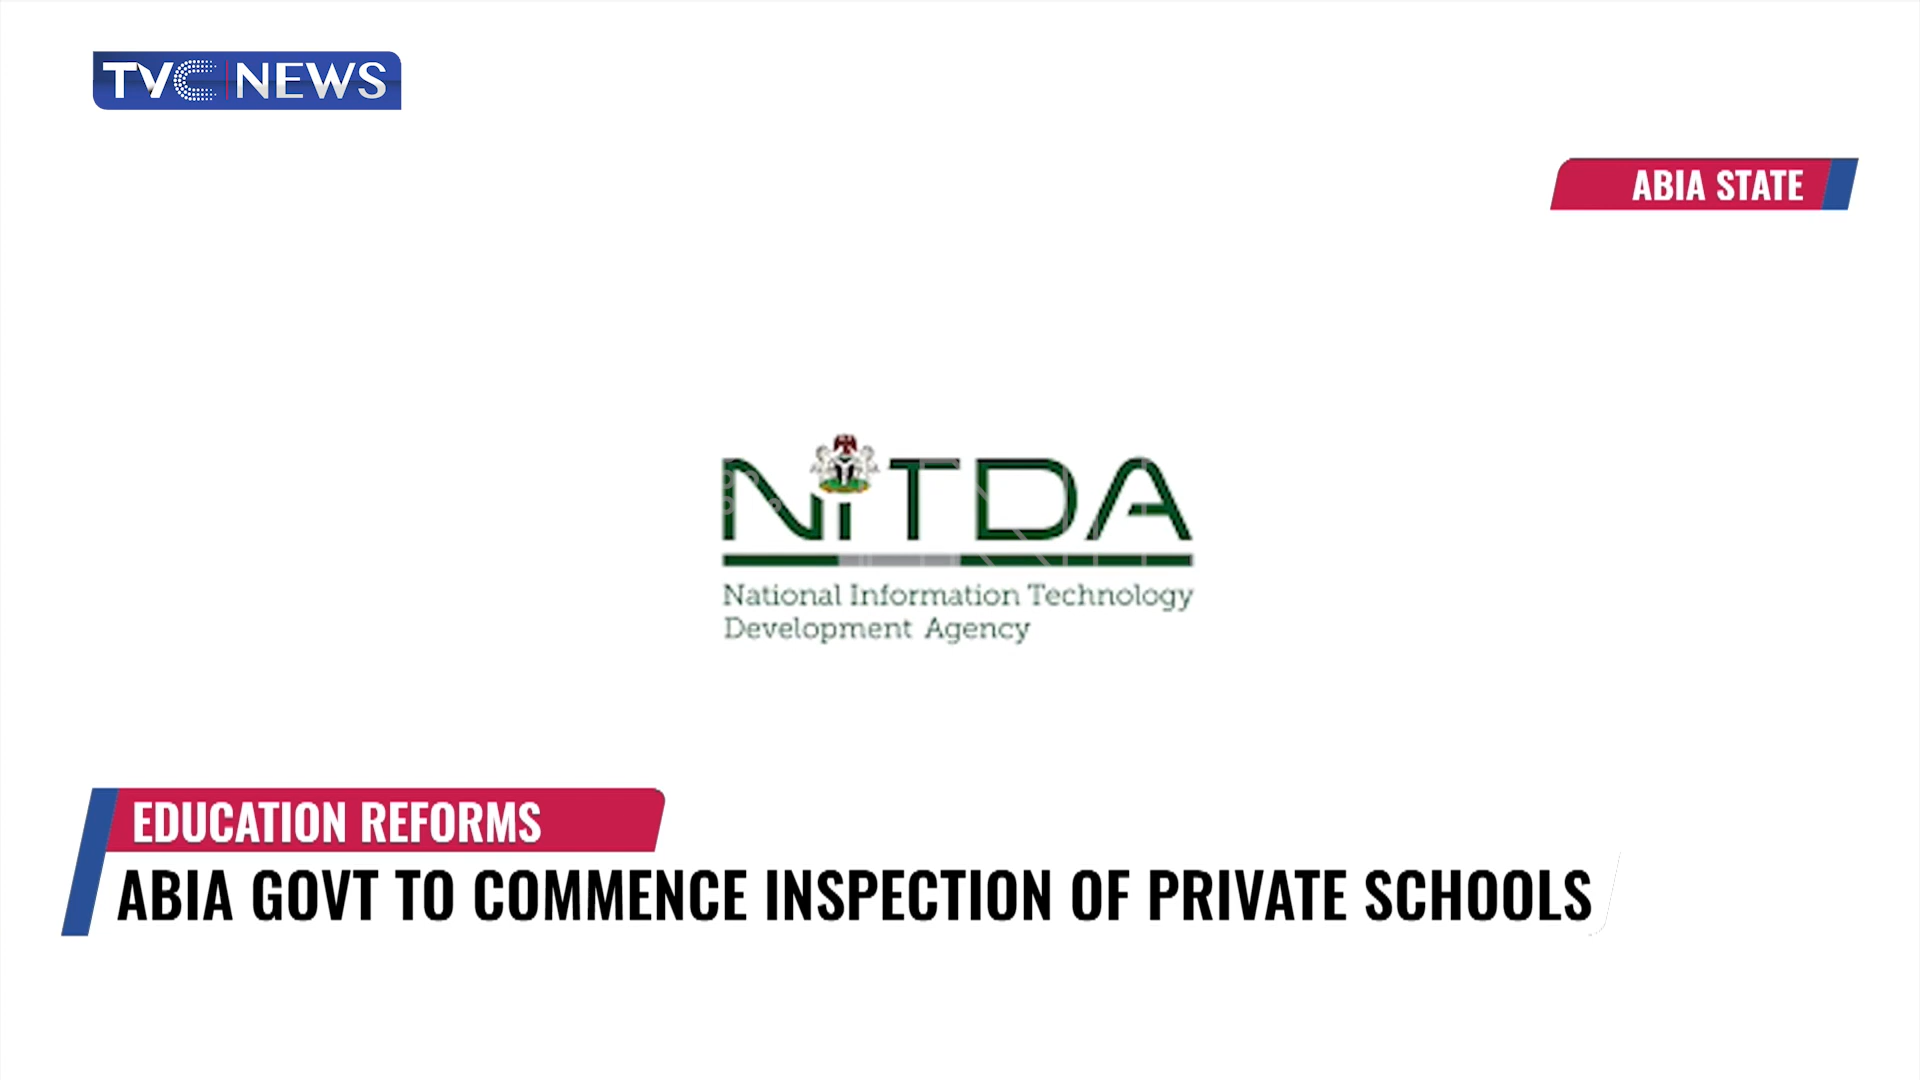 TVC NEWS
ABIA STATE
NiTDA
National Information Technology
Development Agency
EDUCATION REFORMS
ABIA GOVT TO COMMENCE INSPECTION OF PRIVATE SCHOOLS